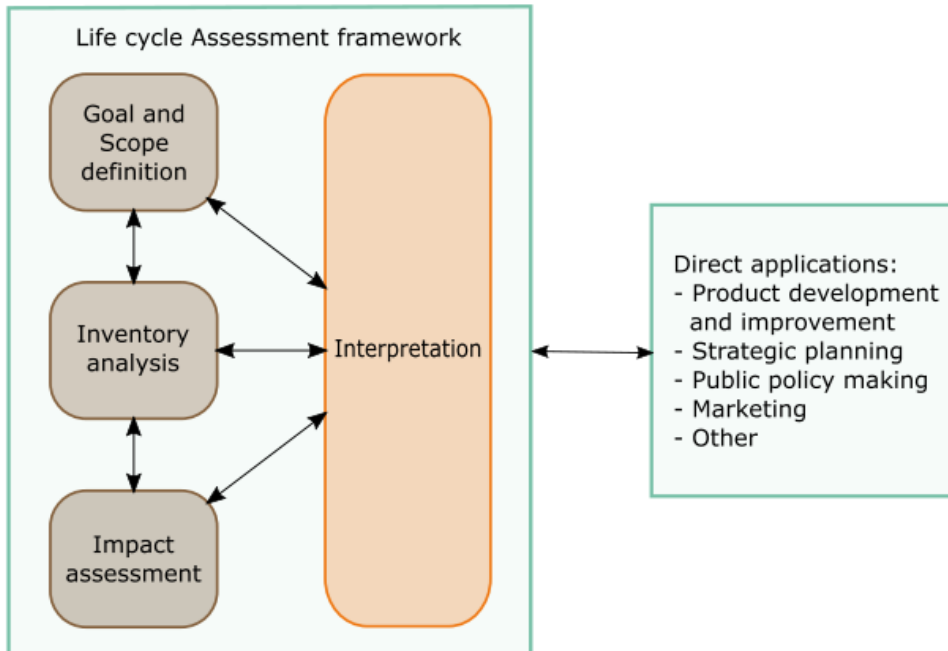 Life cycle Assessment framework
Goal and
Scope
definition
Inventory
analysis
Impact
assessment
Interpretation
Direct applications:
- Product development
and improvement
- Strategic planning
- Public policy making
- Marketing
- Other